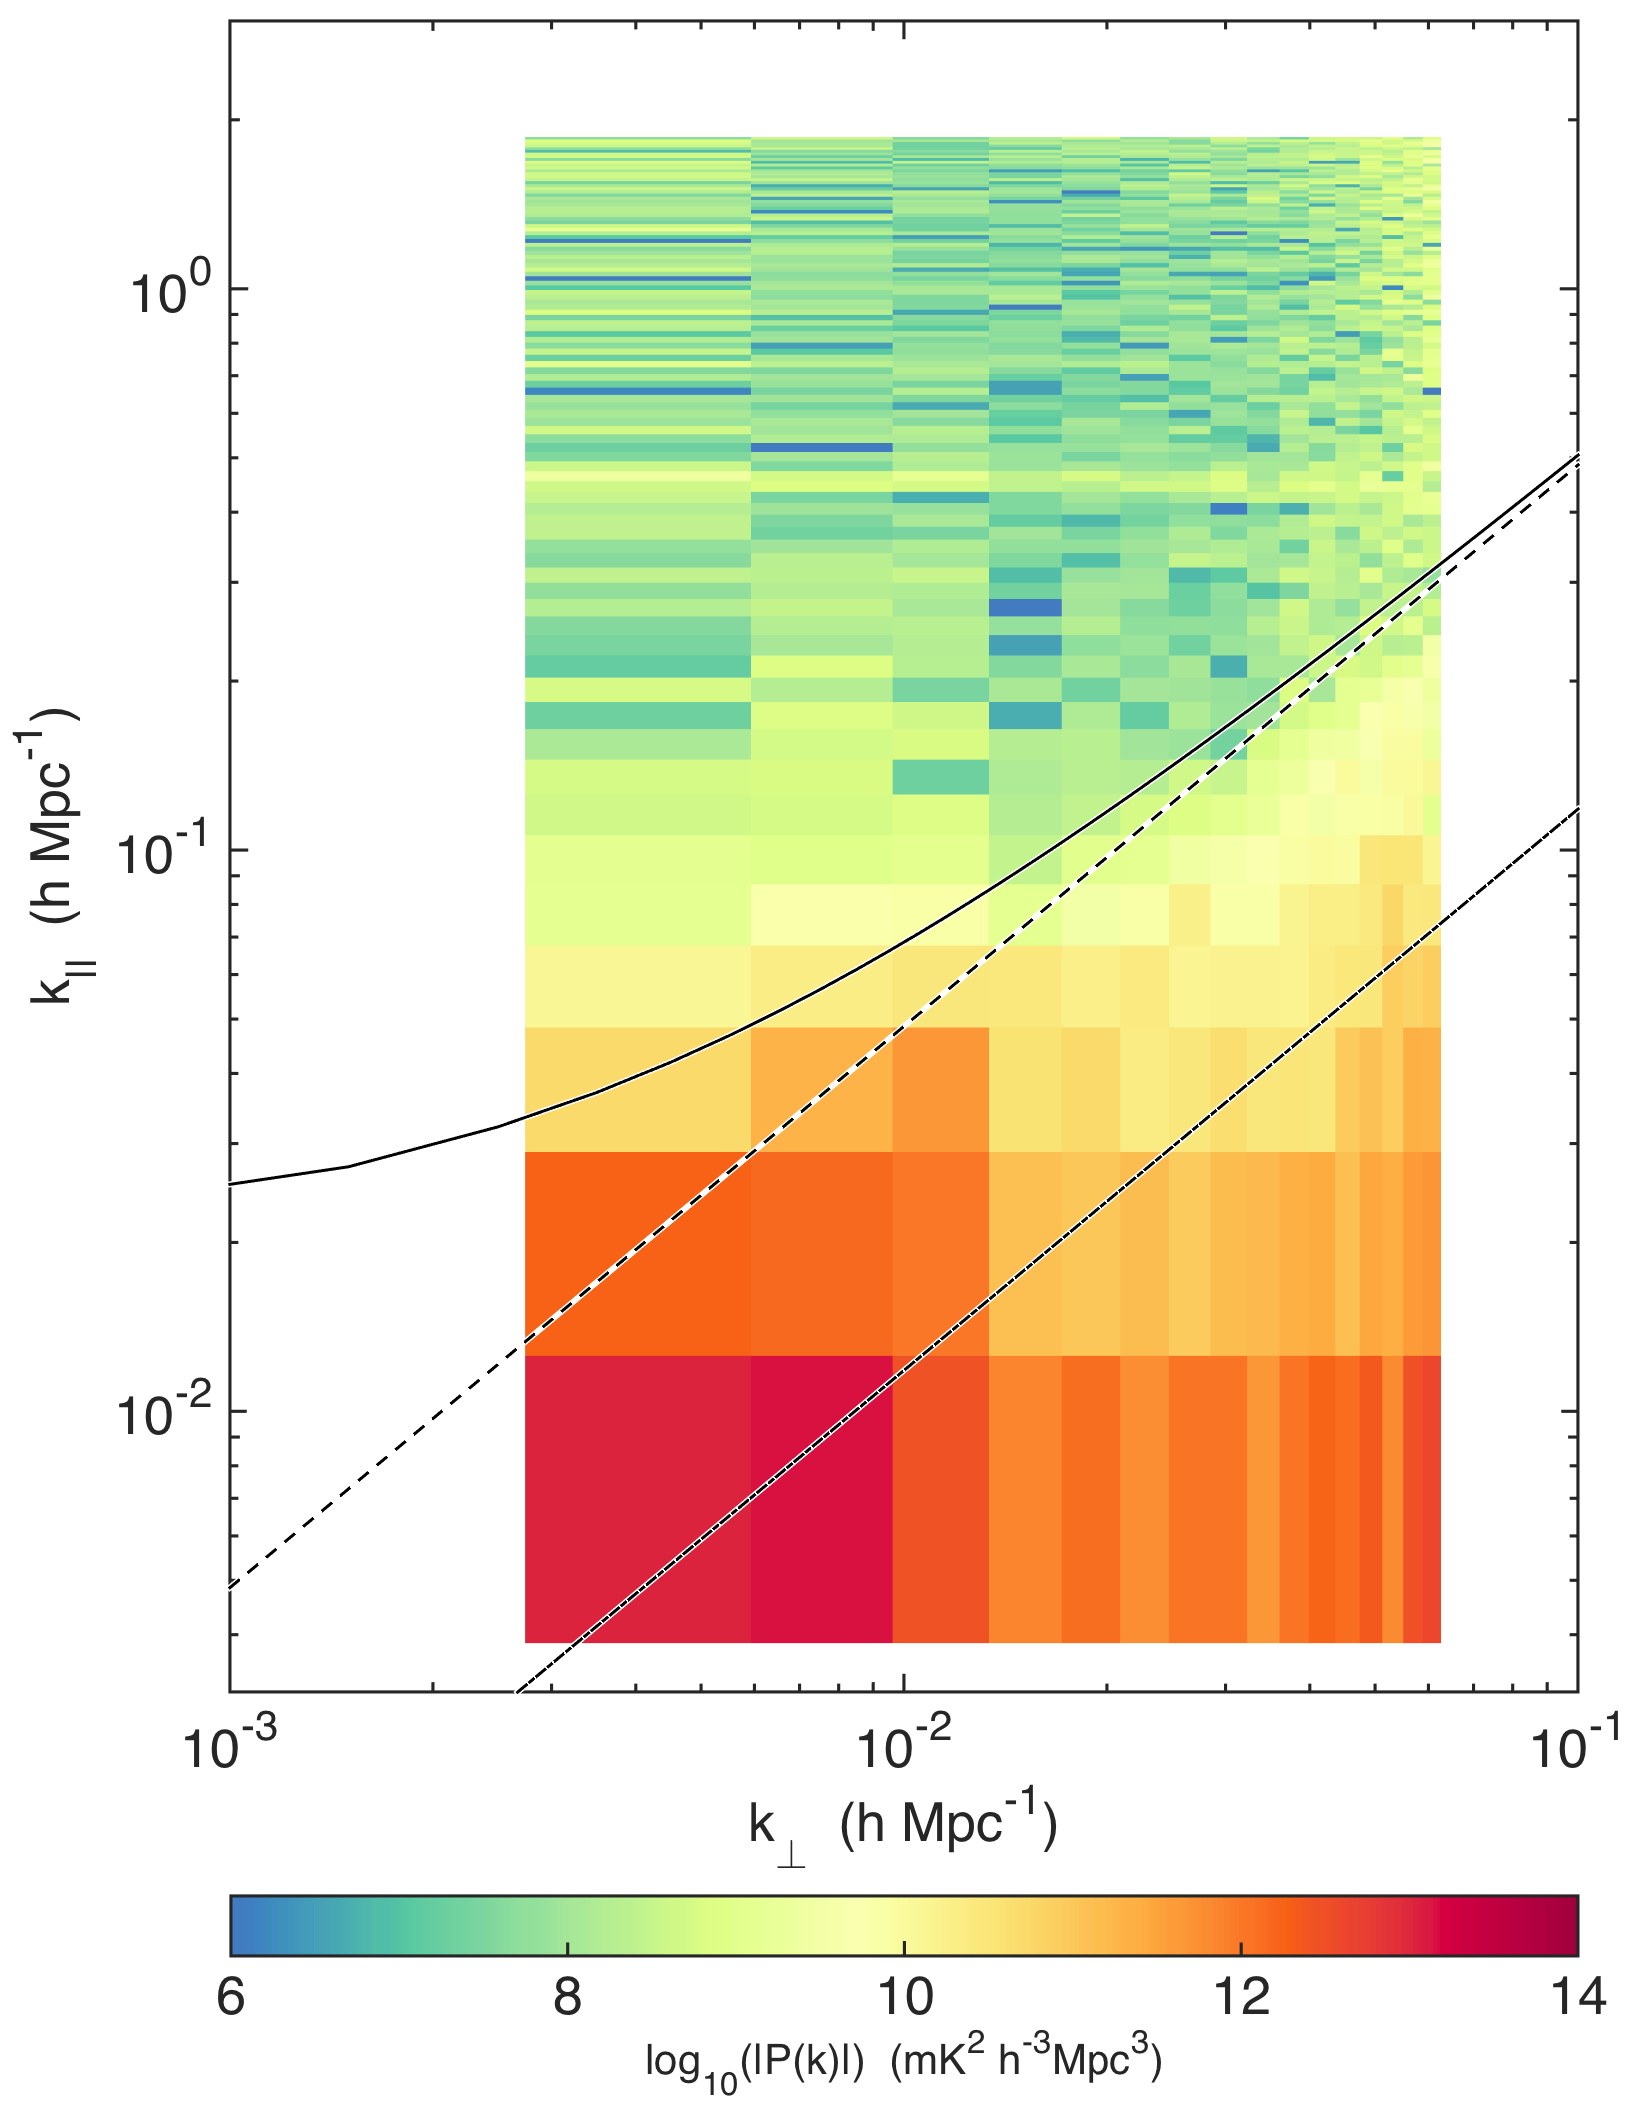 10^0
10^-1
10^-2
k_|| (h Mpc^-1)
10^-3 10^-2 10^-1
k_⊥ (h Mpc^-1)
6 8 10 12 14
log_10(|P(k)|) (mK^2 h^-3Mpc^3)